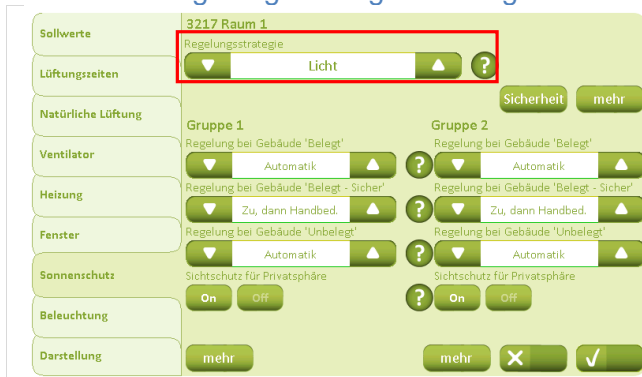 3217 Raum 1
Regelungsstrategie
Licht
?
Sicherheit mehr
Sollwerte
Lüftungszeiten
Natürliche Lüftung
Ventilator
Heizung
Fenster
Sonnenschutz
Beleuchtung
Darstellung
Gruppe 1
Regelung bei Gebäude 'Belegt'
Automatik
?
Regelung bei Gebäude 'Belegt - Sicher'
Zu, dann Handbed.
?
Regelung bei Gebäude 'Unbelegt'
Automatik
?
Sichtschutz für Privatsphäre
On Off
?
mehr
Gruppe 2
Regelung bei Gebäude 'Belegt'
Automatik
Regelung bei Gebäude 'Belegt - Sicher'
Zu, dann Handbed.
Regelung bei Gebäude 'Unbelegt'
Automatik
Sichtschutz für Privatsphäre
On Off
mehr